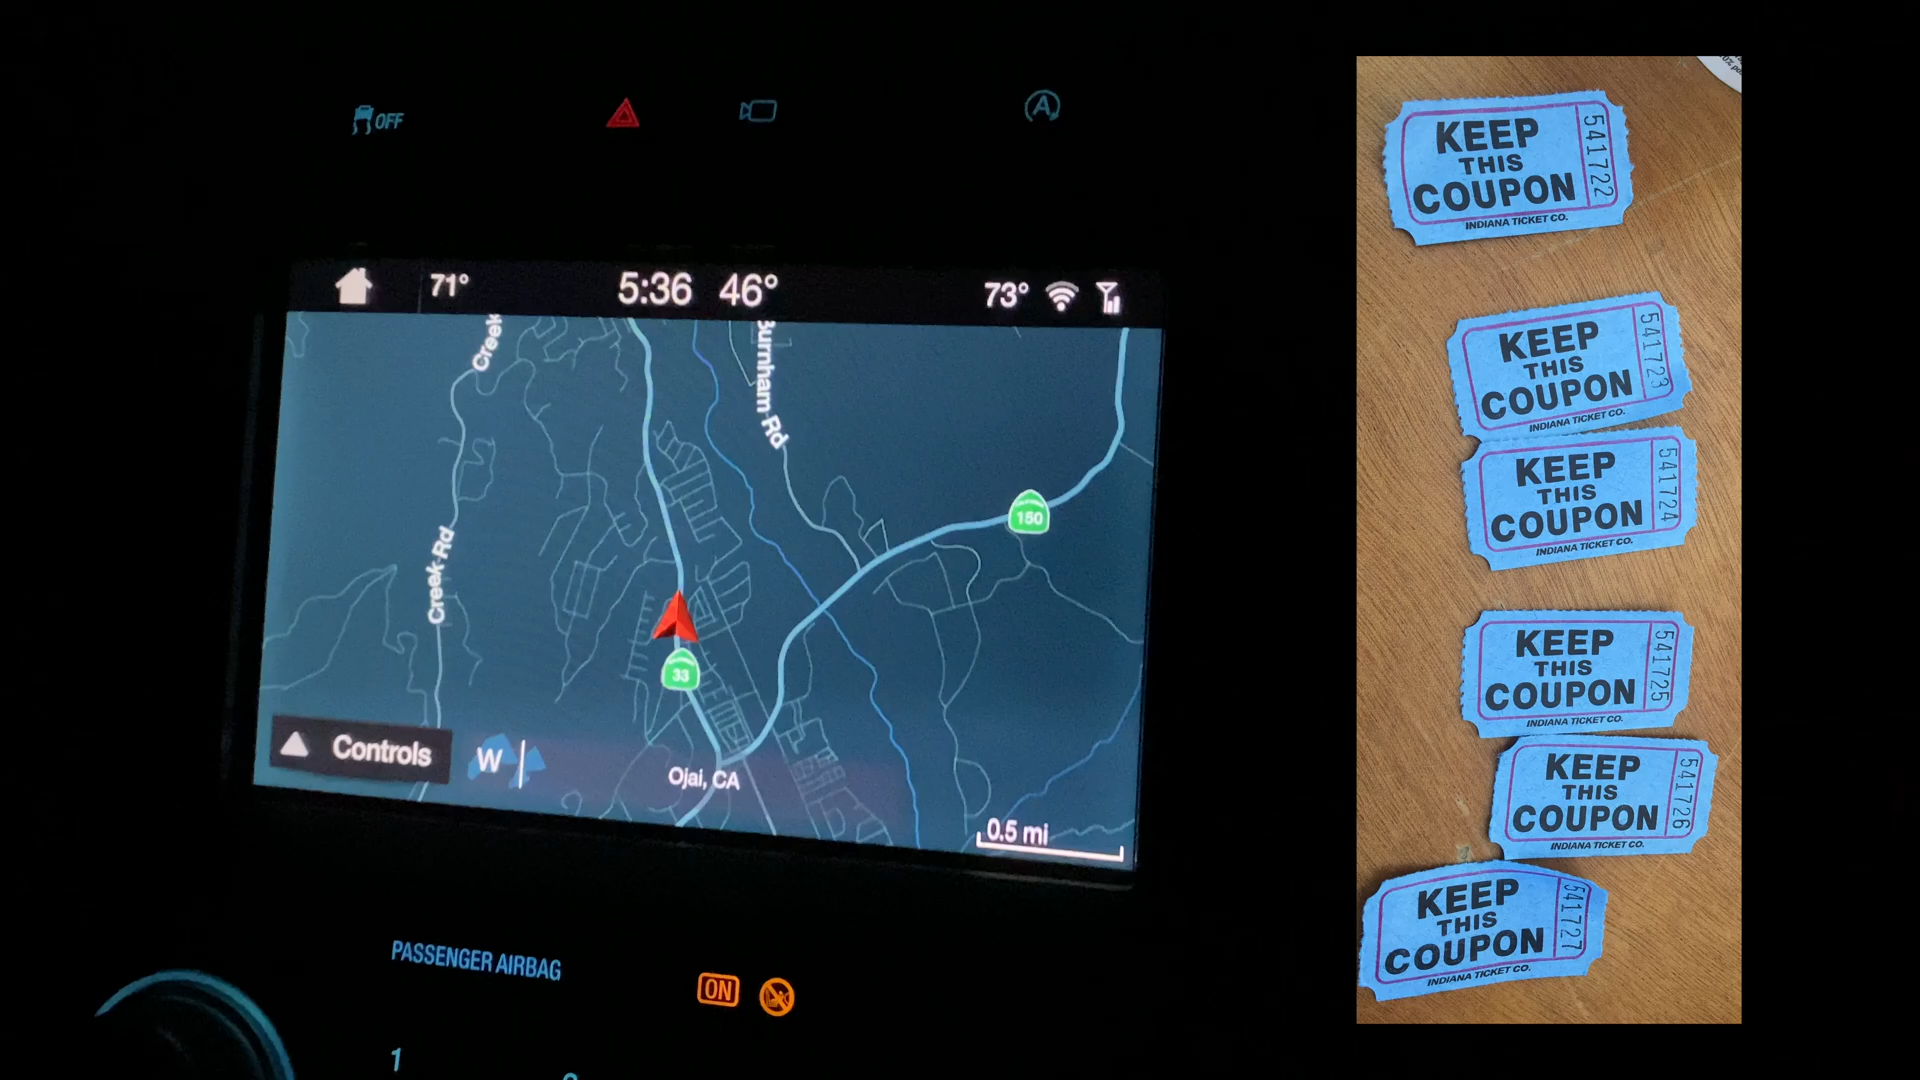 OFF
A
71°
5:36
46°
73°
Creek
Burnham Rd
150
Creek Rd
33
Controls
W
Ojai, CA
0.5 mi
PASSENGER AIRBAG
ON
1
KEEP
THIS
COUPON
INDIANA TICKET CO.
541722
KEEP
THIS
COUPON
INDIANA TICKET CO.
541723
KEEP
THIS
COUPON
INDIANA TICKET CO.
541724
KEEP
THIS
COUPON
INDIANA TICKET CO.
541725
KEEP
THIS
COUPON
INDIANA TICKET CO.
541726
KEEP
THIS
COUPON
INDIANA TICKET CO.
541727